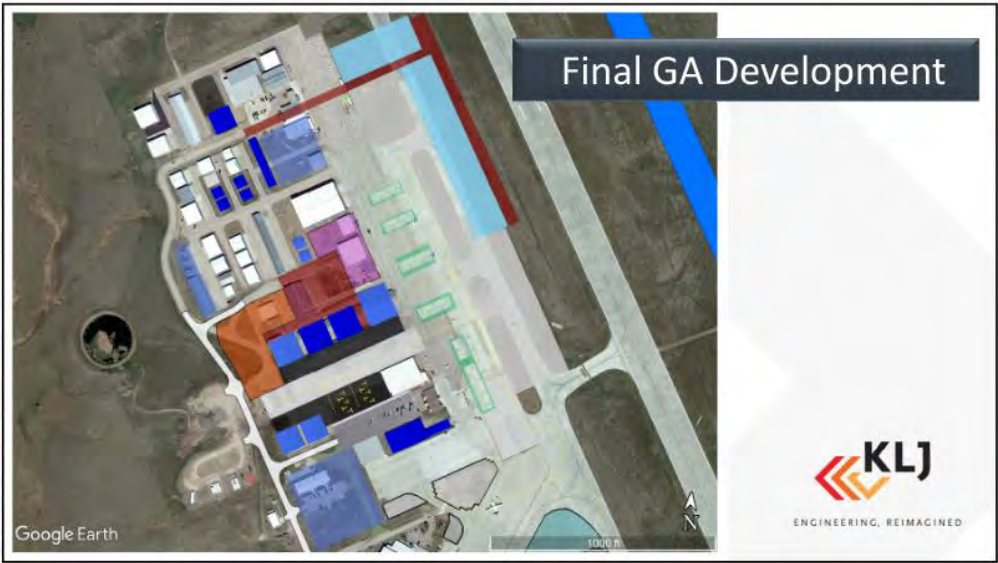 Final GA Development
KLJ
ENGINEERING, REIMAGINED
Google Earth
N
1000 ft